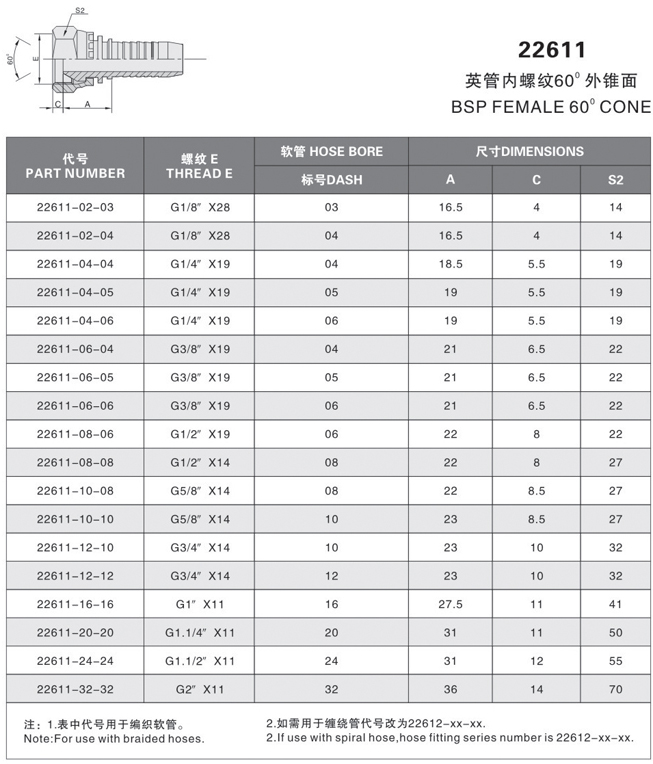 S2
60°
E
C
A
22611
英管内螺纹60⁰ 外锥面
BSP FEMALE 60⁰ CONE
代号 螺纹 E 软管 HOSE BORE 尺寸DIMENSIONS
PART NUMBER THREAD E 标号DASH A C S2
22611-02-03 G1/8″ X28 03 16.5 4 14
22611-02-04 G1/8″ X28 04 16.5 4 14
22611-04-04 G1/4″ X19 04 18.5 5.5 19
22611-04-05 G1/4″ X19 05 19 5.5 19
22611-04-06 G1/4″ X19 06 19 5.5 19
22611-06-04 G3/8″ X19 04 21 6.5 22
22611-06-05 G3/8″ X19 05 21 6.5 22
22611-06-06 G3/8″ X19 06 21 6.5 22
22611-08-06 G1/2″ X19 06 22 8 22
22611-08-08 G1/2″ X14 08 22 8 27
22611-10-08 G5/8″ X14 08 22 8.5 27
22611-10-10 G5/8″ X14 10 23 8.5 27
22611-12-10 G3/4″ X14 10 23 10 32
22611-12-12 G3/4″ X14 12 23 10 32
22611-16-16 G1″ X11 16 27.5 11 41
22611-20-20 G1.1/4″ X11 20 31 11 50
22611-24-24 G1.1/2″ X11 24 31 12 55
22611-32-32 G2″ X11 32 36 14 70
注：1.表中代号用于编织软管。 2.如需用于缠绕管代号改为22612-xx-xx.
Note:For use with braided hoses. 2.If use with spiral hose,hose fitting series number is 22612-xx-xx.